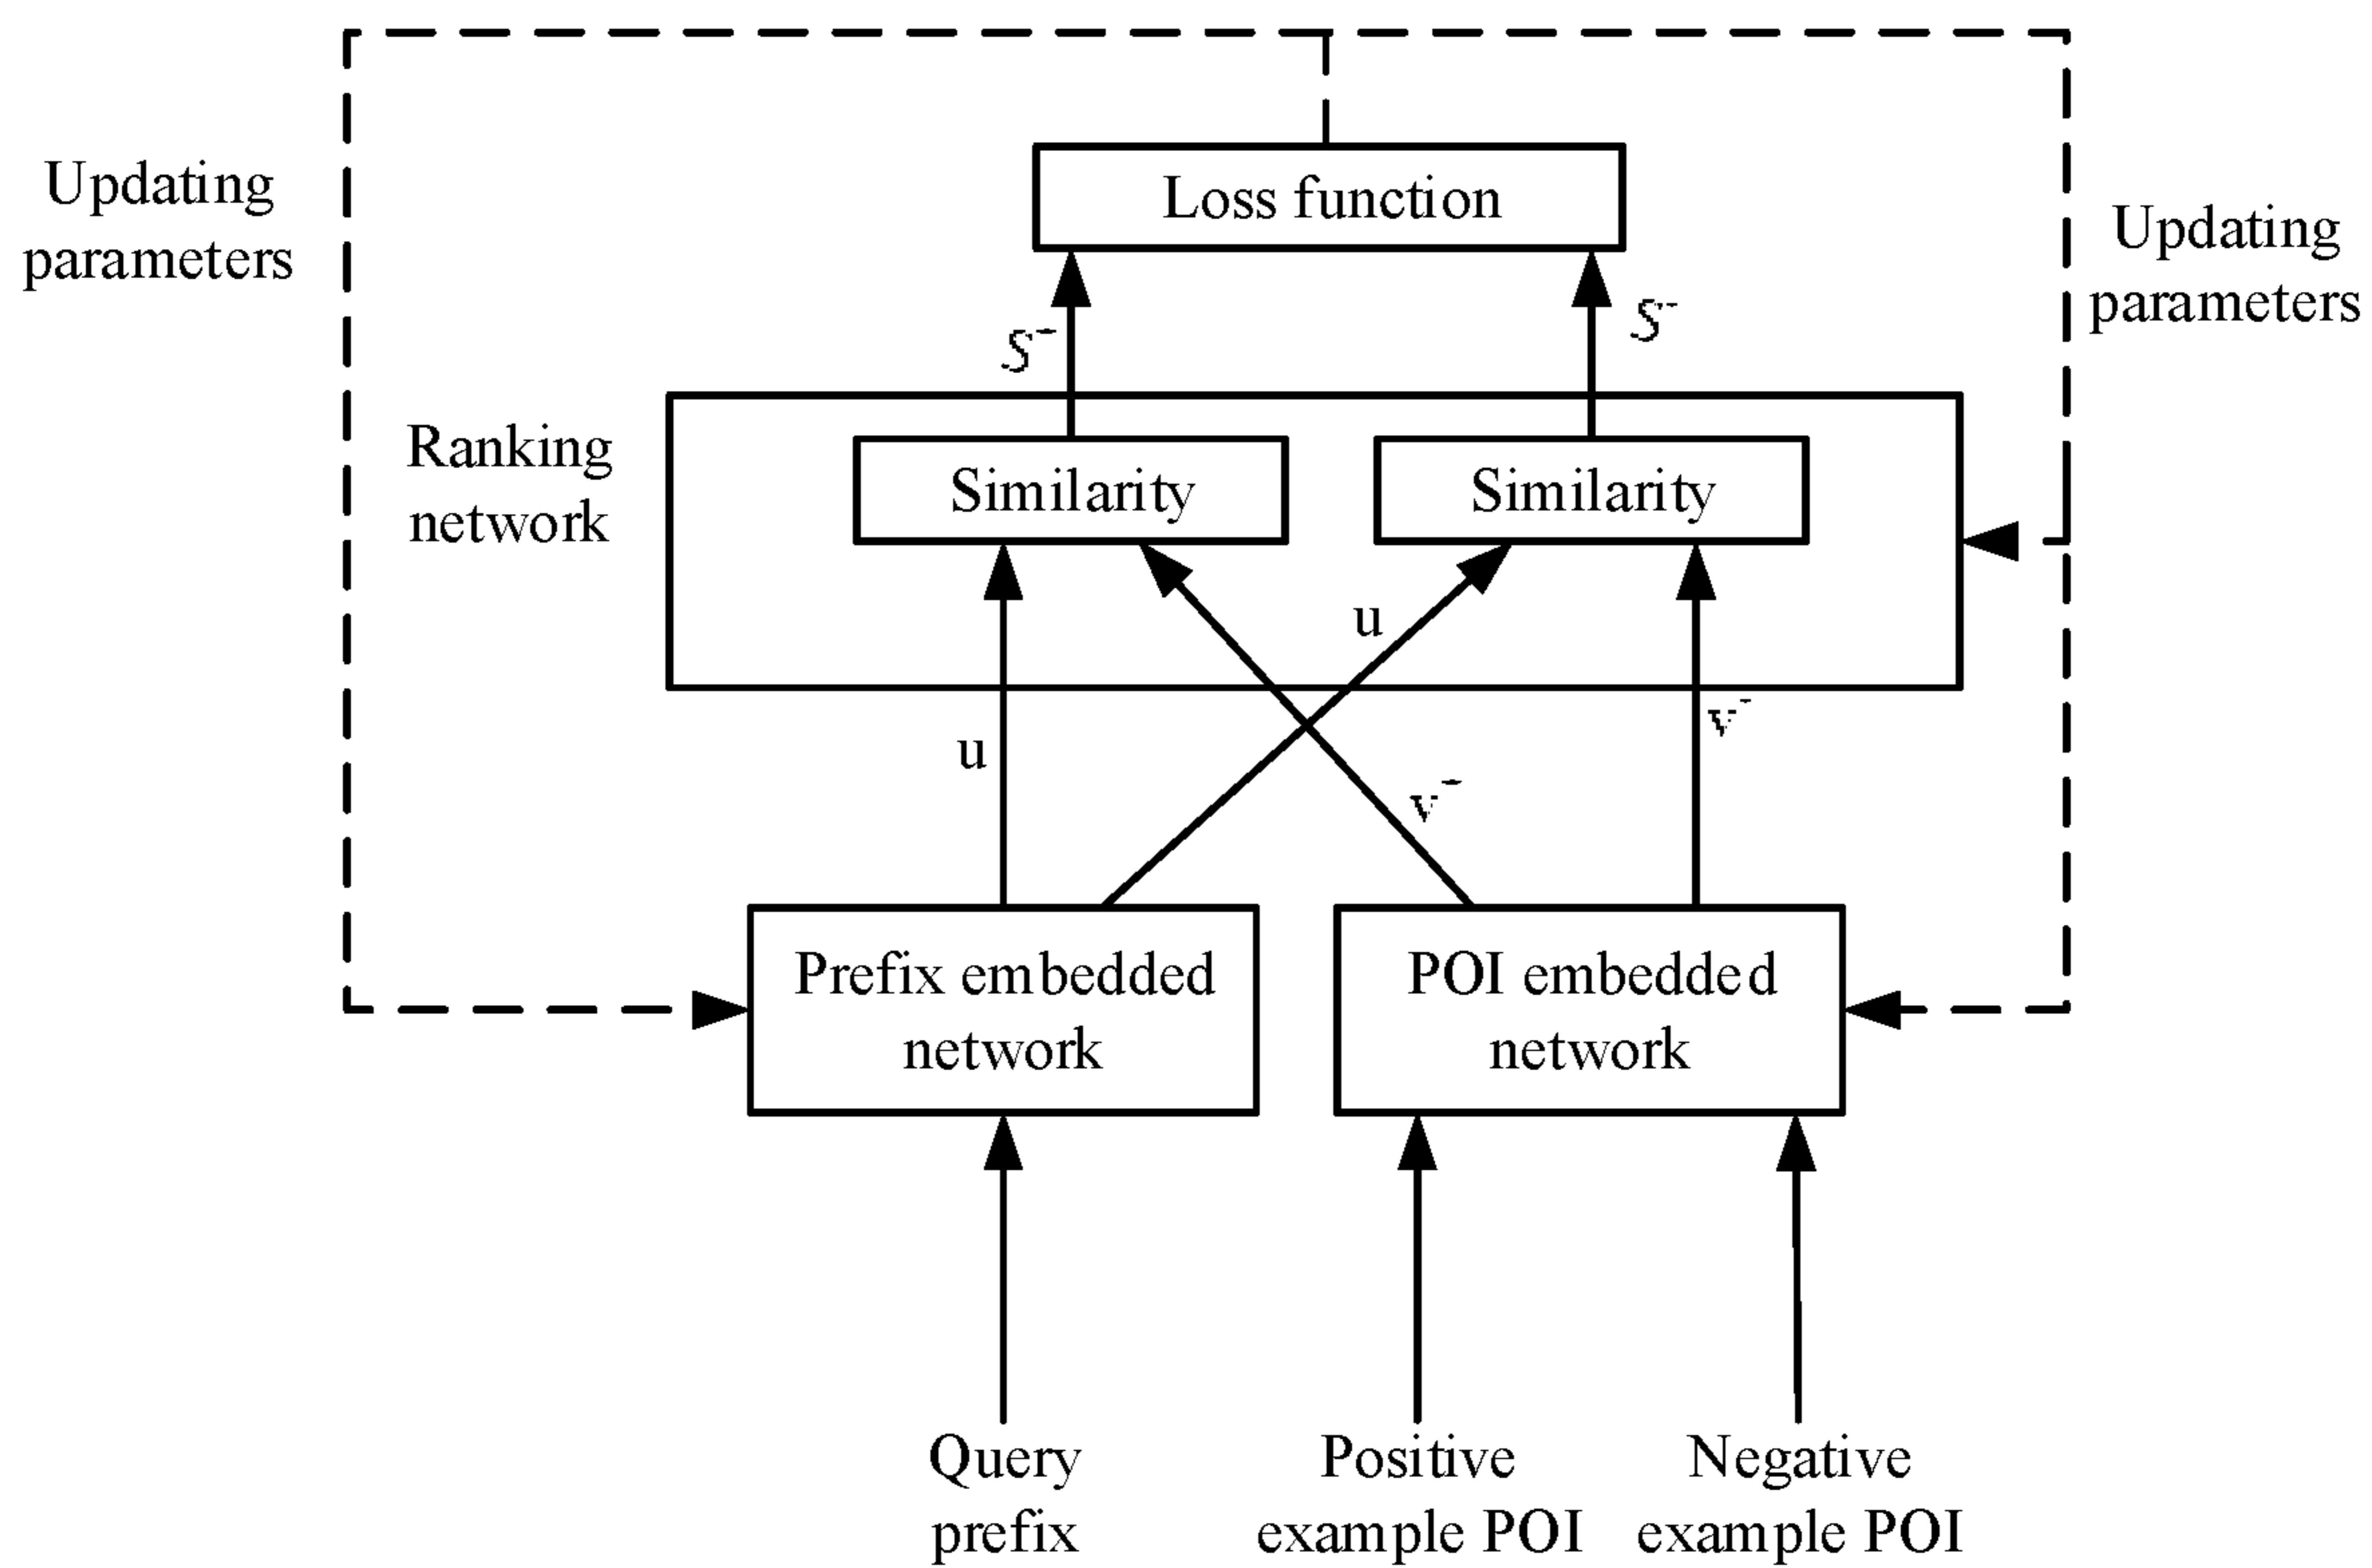 Updating
parameters
Loss function
Updating
parameters
S⁻
S⁻
Ranking
network
Similarity
Similarity
u
u
v⁻
v⁻
Prefix embedded
network
POI embedded
network
Query
prefix
Positive
example POI
Negative
example POI